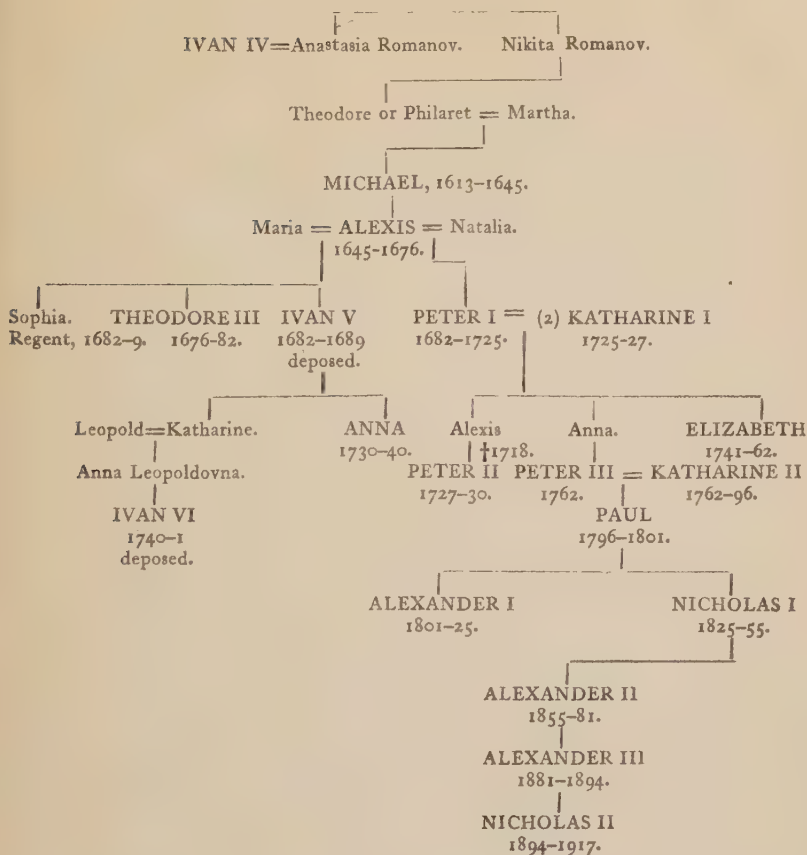 IVAN IV=Anastasia Romanov. Nikita Romanov.
Theodore or Philaret = Martha.
MICHAEL, 1613–1645.
Maria = ALEXIS = Natalia.
1645-1676.
Sophia. THEODORE III IVAN V PETER I = (2) KATHARINE I
Regent, 1682–9. 1676-82. 1682–1689 1682–1725. 1725-27.
deposed.
Leopold=Katharine. ANNA Alexis Anna. ELIZABETH
1730–40. †1718. 1741–62.
Anna Leopoldovna. PETER II PETER III = KATHARINE II
1727–30. 1762. 1762–96.
IVAN VI PAUL
1740–1 1796–1801.
deposed.
ALEXANDER I NICHOLAS I
1801–25. 1825–55.
ALEXANDER II
1855–81.
ALEXANDER III
1881–1894.
NICHOLAS II
1894–1917.